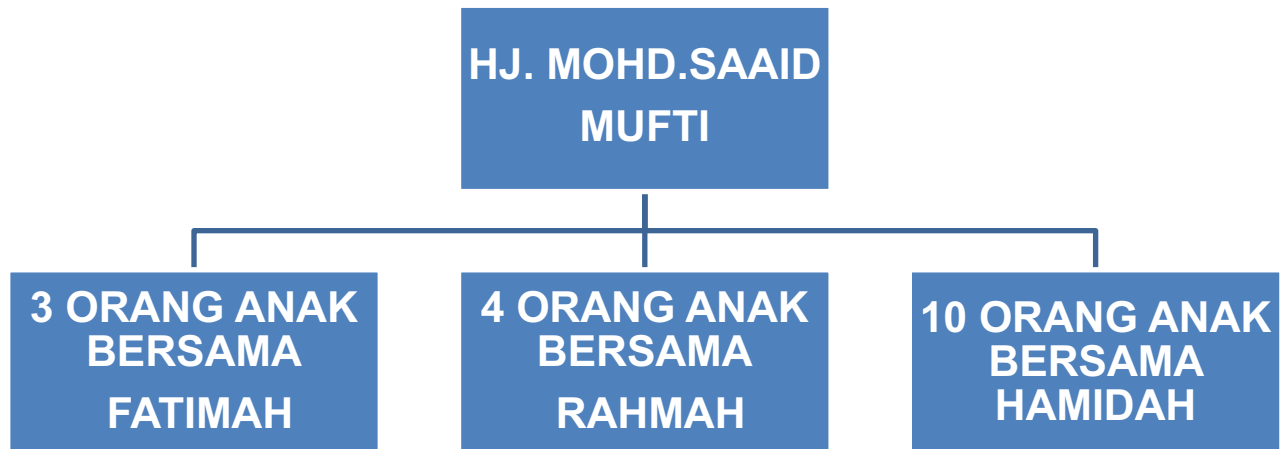 HJ. MOHD.SAAID
MUFTI
3 ORANG ANAK
BERSAMA
FATIMAH
4 ORANG ANAK
BERSAMA
RAHMAH
10 ORANG ANAK
BERSAMA
HAMIDAH